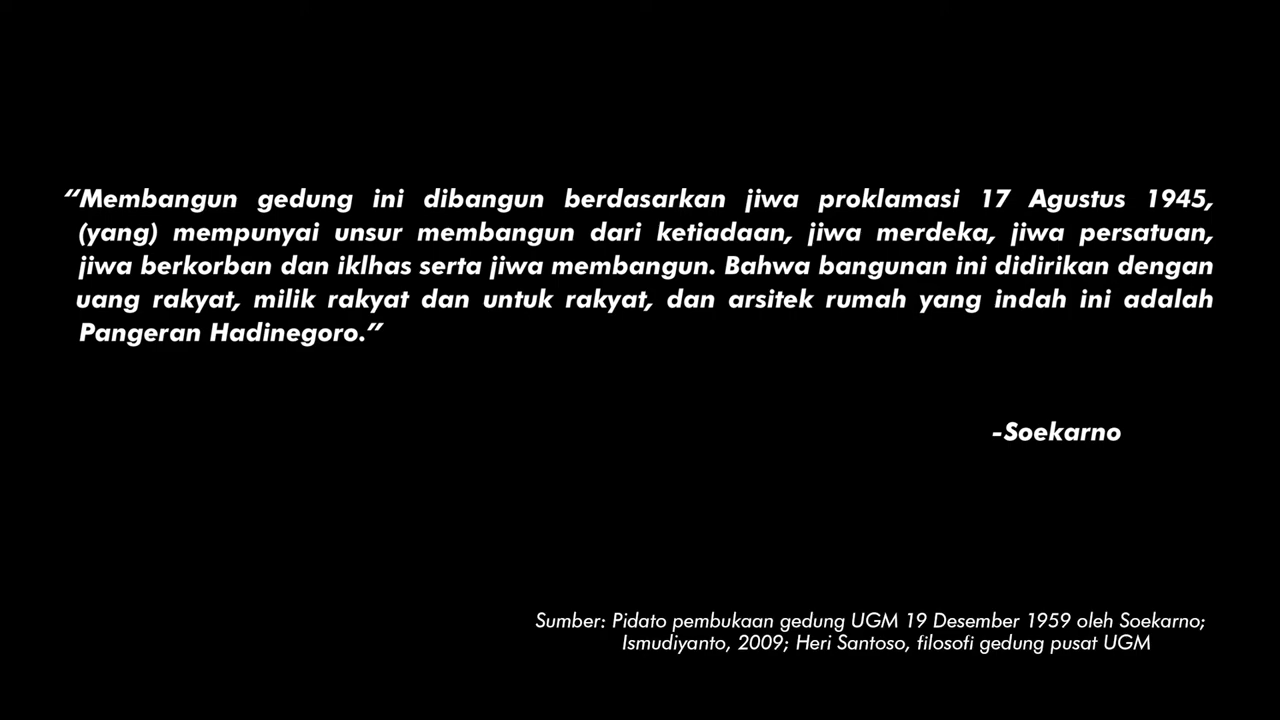 “Membangun gedung ini dibangun berdasarkan jiwa proklamasi 17 Agustus 1945,
(yang) mempunyai unsur membangun dari ketiadaan, jiwa merdeka, jiwa persatuan,
jiwa berkorban dan iklhas serta jiwa membangun. Bahwa bangunan ini didirikan dengan
uang rakyat, milik rakyat dan untuk rakyat, dan arsitek rumah yang indah ini adalah
Pangeran Hadinegoro.”
-Soekarno
Sumber: Pidato pembukaan gedung UGM 19 Desember 1959 oleh Soekarno;
Ismudiyanto, 2009; Heri Santoso, filosofi gedung pusat UGM